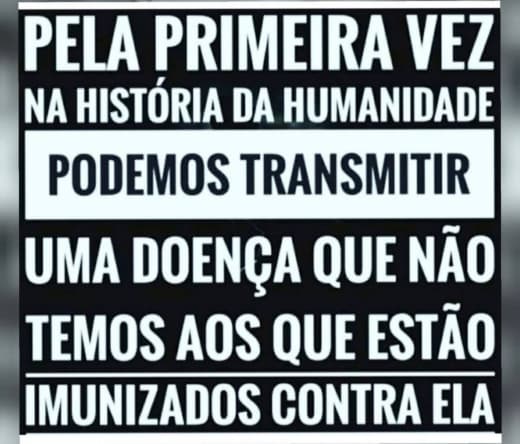 PELA PRIMEIRA VEZ
NA HISTÓRIA DA HUMANIDADE
PODEMOS TRANSMITIR
UMA DOENÇA QUE NÃO
TEMOS AOS QUE ESTÃO
IMUNIZADOS CONTRA ELA